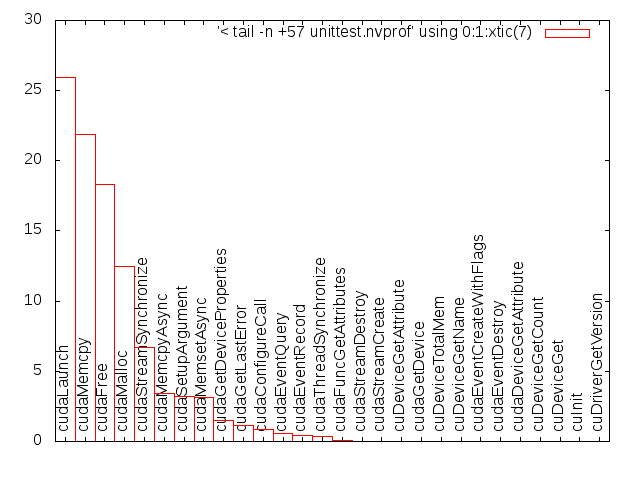 '< tail -n +57 unittest.nvprof' using 0:1:xtic(7)
30
25
20
15
10
5
0
cudaLaunch
cudaMemcpy
cudaFree
cudaMalloc
cudaStreamSynchronize
cudaMemcpyAsync
cudaSetupArgument
cudaMemsetAsync
cudaGetDeviceProperties
cudaGetLastError
cudaConfigureCall
cudaEventQuery
cudaEventRecord
cudaThreadSynchronize
cudaFuncGetAttributes
cudaStreamDestroy
cudaStreamCreate
cuDeviceGetAttribute
cudaGetDevice
cuDeviceTotalMem
cuDeviceGetName
cudaEventCreateWithFlags
cudaEventDestroy
cudaDeviceGetAttribute
cuDeviceGetCount
cuDeviceGet
cuInit
cuDriverGetVersion